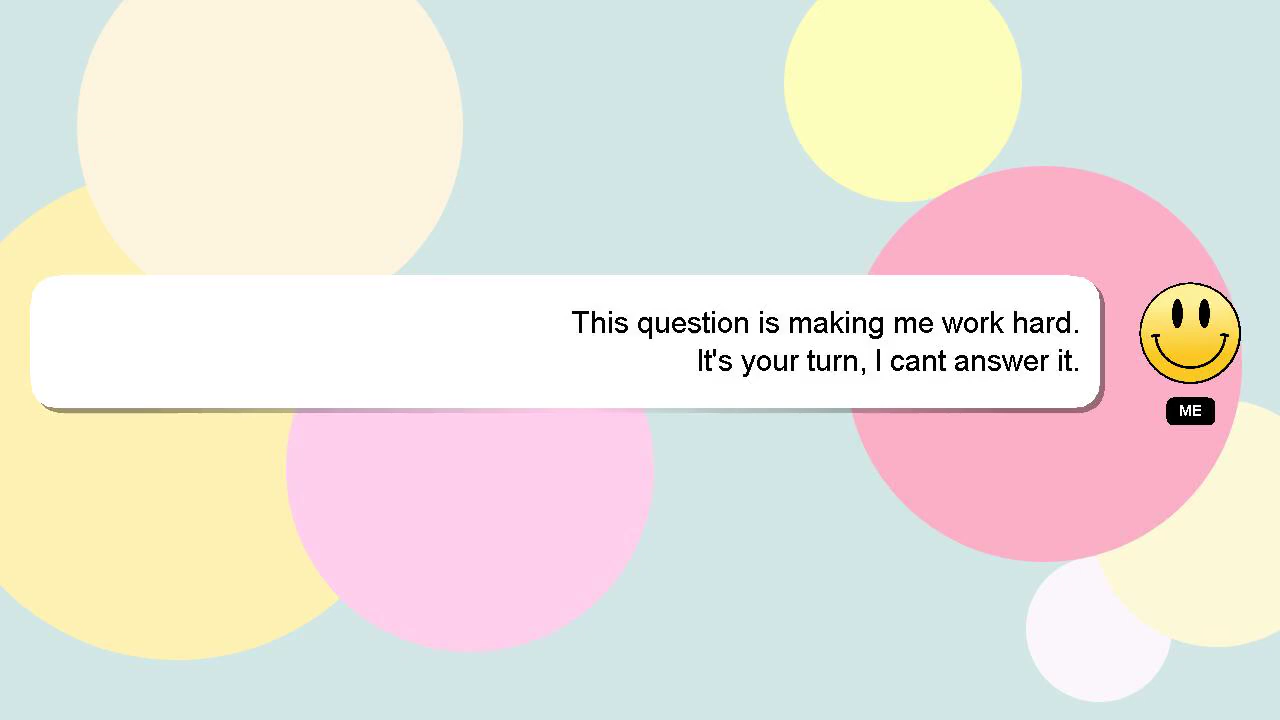 This question is making me work hard.
It's your turn, I cant answer it.
ME